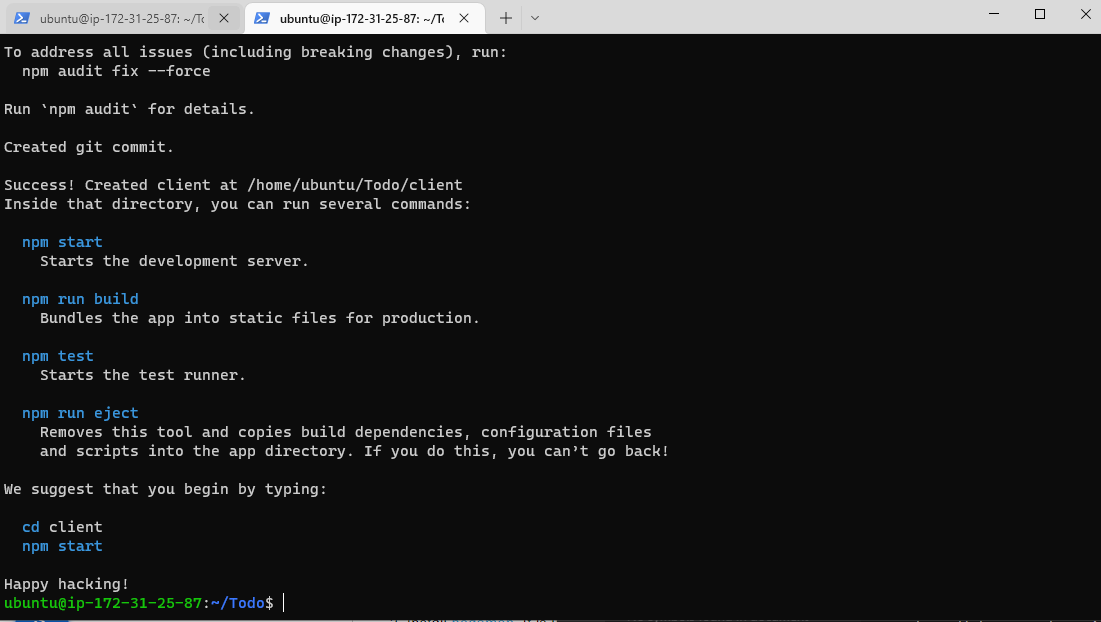 ubuntu@ip-172-31-25-87: ~/To
ubuntu@ip-172-31-25-87: ~/To
To address all issues (including breaking changes), run:
  npm audit fix --force
Run `npm audit` for details.
Created git commit.
Success! Created client at /home/ubuntu/Todo/client
Inside that directory, you can run several commands:
  npm start
    Starts the development server.
  npm run build
    Bundles the app into static files for production.
  npm test
    Starts the test runner.
  npm run eject
    Removes this tool and copies build dependencies, configuration files
    and scripts into the app directory. If you do this, you can’t go back!
We suggest that you begin by typing:
  cd client
  npm start
Happy hacking!
ubuntu@ip-172-31-25-87:~/Todo$